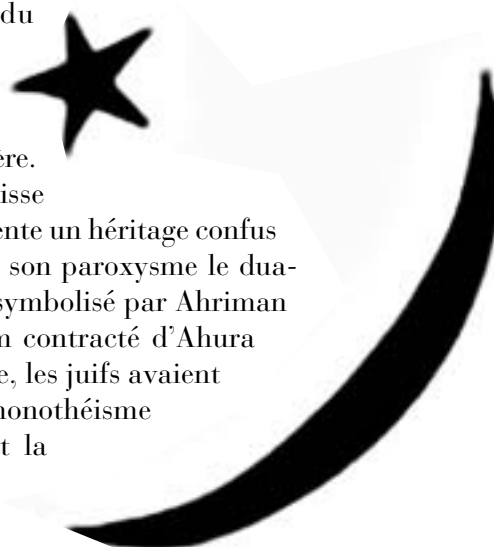 du
ère.
isse
ente un héritage confus
son paroxysme le dua-
symbolisé par Ahriman
contracté d'Ahura
e, les juifs avaient
monothéisme
t la